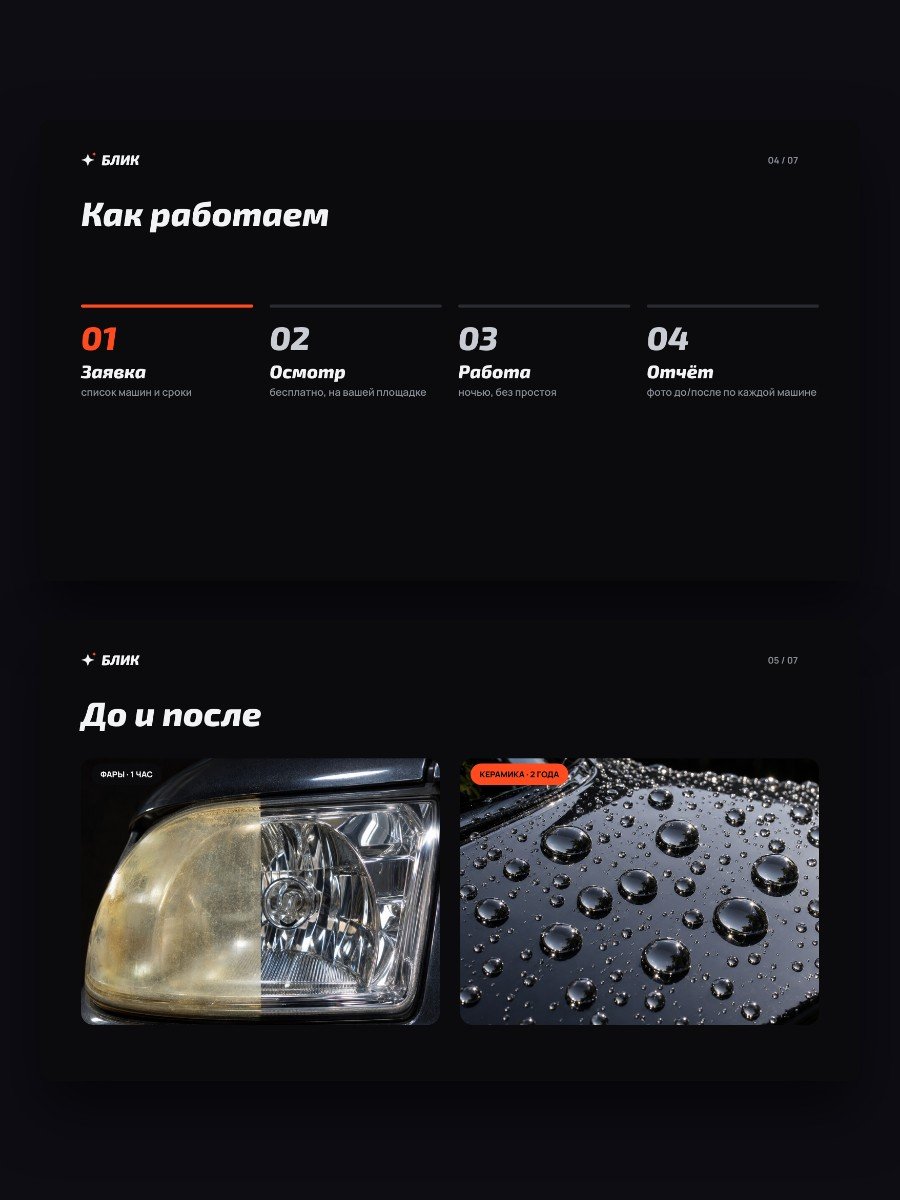 БЛИК
04 / 07
Как работаем
01
02
03
04
Заявка
Осмотр
Работа
Отчёт
список машин и сроки
бесплатно, на вашей площадке
ночью, без простоя
фото до/после по каждой машине
БЛИК
05 / 07
До и после
ФАРЫ · 1 ЧАС
КЕРАМИКА · 2 ГОДА